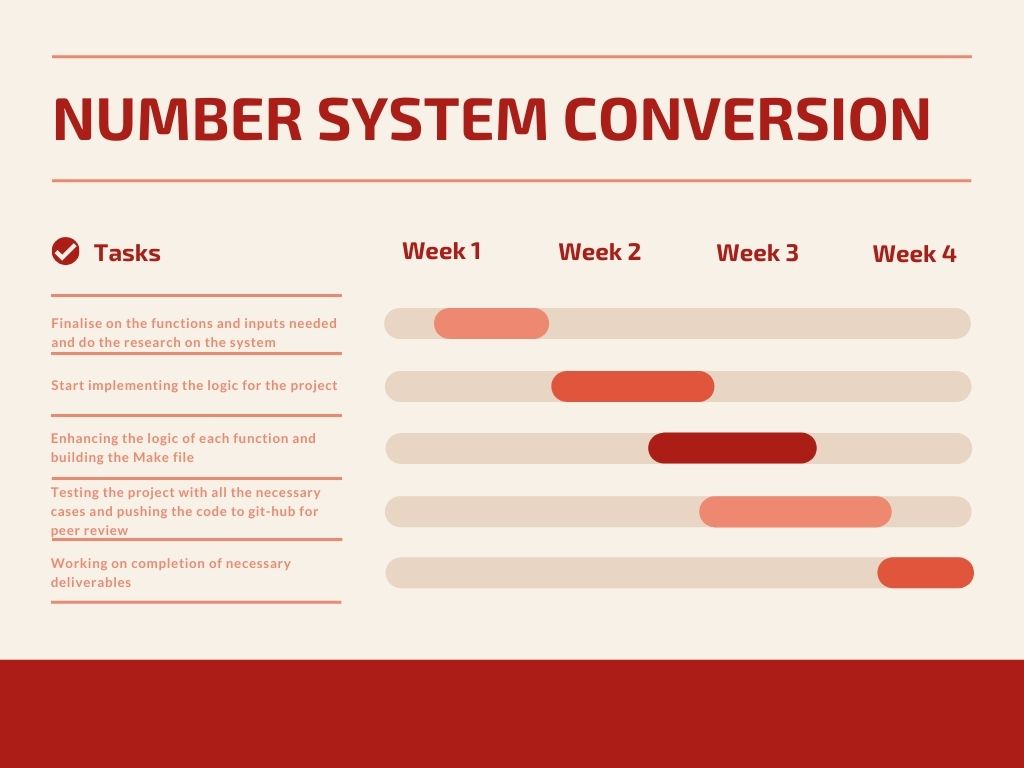 NUMBER SYSTEM CONVERSION
Tasks
Week 1
Week 2
Week 3
Week 4
Finalise on the functions and inputs needed
and do the research on the system
Start implementing the logic for the project
Enhancing the logic of each function and
building the Make file
Testing the project with all the necessary
cases and pushing the code to git-hub for
peer review
Working on completion of necessary
deliverables